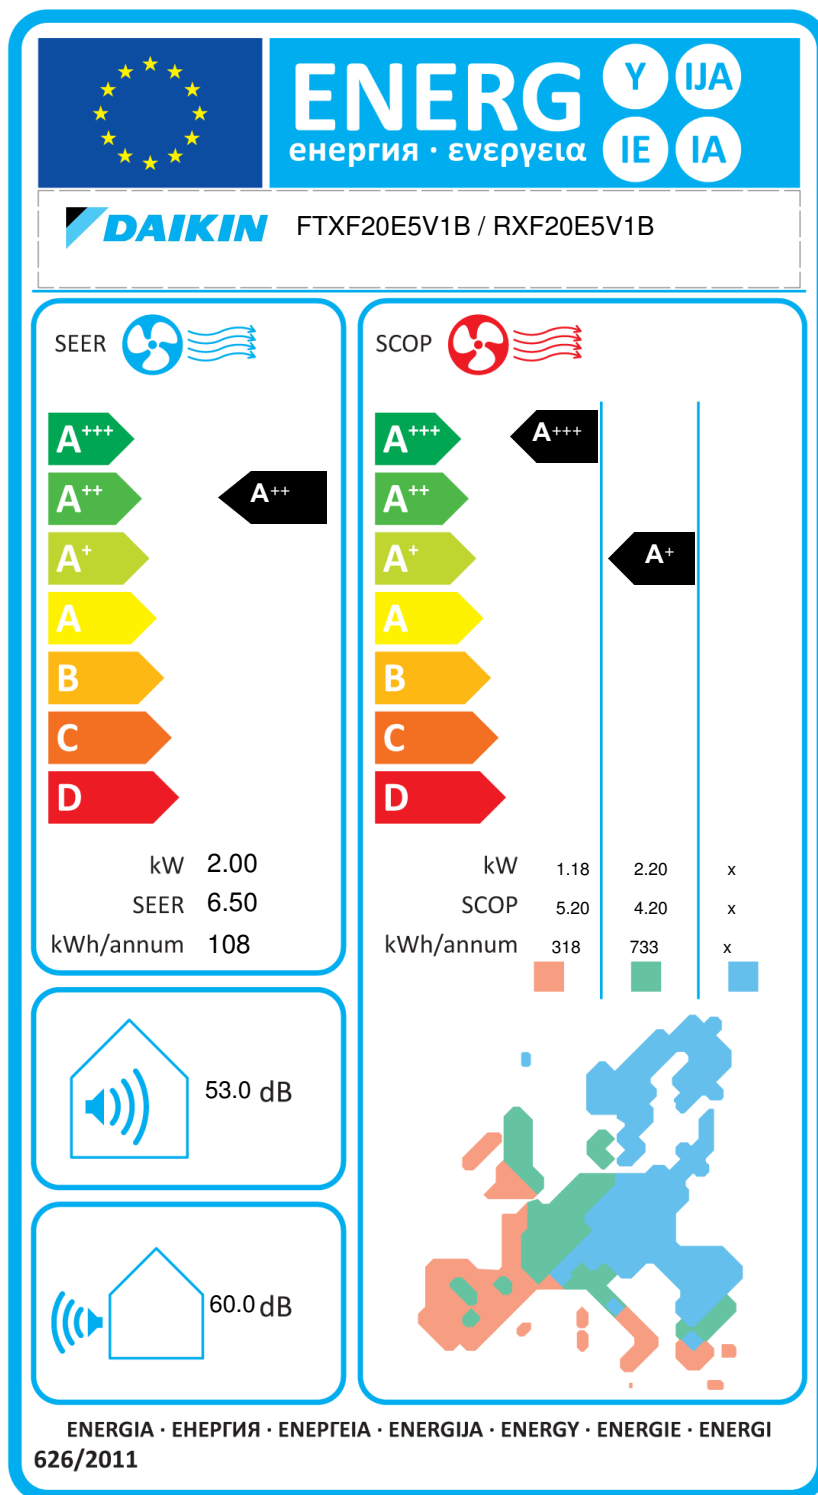 ENERG
енергия · ενεργεια
Y IJA
IE IA
DAIKIN FTXF20E5V1B / RXF20E5V1B
SEER
A+++
A++ A++
A+
A
B
C
D
kW 2.00
SEER 6.50
kWh/annum 108
SCOP
A+++ A+++
A++
A+ A+
A
B
C
D
kW 1.18 2.20 x
SCOP 5.20 4.20 x
kWh/annum 318 733 x
53.0 dB
60.0 dB
ENERGIA · ЕНЕРГИЯ · ΕΝΕΡΓΕΙΑ · ENERGIJA · ENERGY · ENERGIE · ENERGI
626/2011